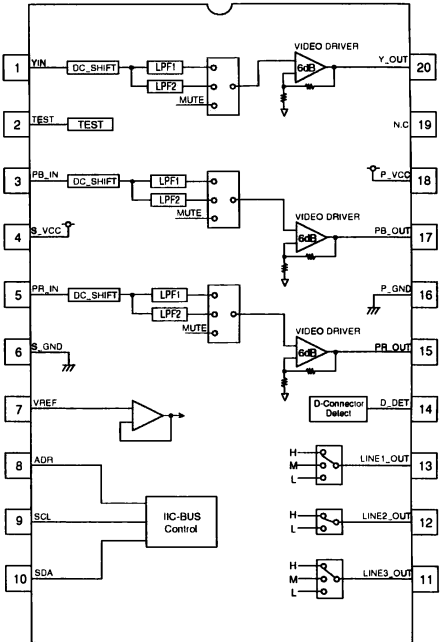 VIDEO DRIVER
1 YIN DC_SHIFT LPF1 6dB Y_OUT 20
LPF2
MUTE
2 TEST TEST N.C 19
3 PB_IN DC_SHIFT LPF1 P_VCC 18
LPF2
MUTE VIDEO DRIVER
4 S_VCC 6dB PB_OUT 17
5 PR_IN DC_SHIFT LPF1 P_GND 16
LPF2
MUTE VIDEO DRIVER
6 S_GND 6dB PR_OUT 15
7 VREF D-Connector Detect D_DET 14
8 ADR H M L LINE1_OUT 13
9 SCL IIC-BUS Control H L LINE2_OUT 12
10 SDA H M L LINE3_OUT 11